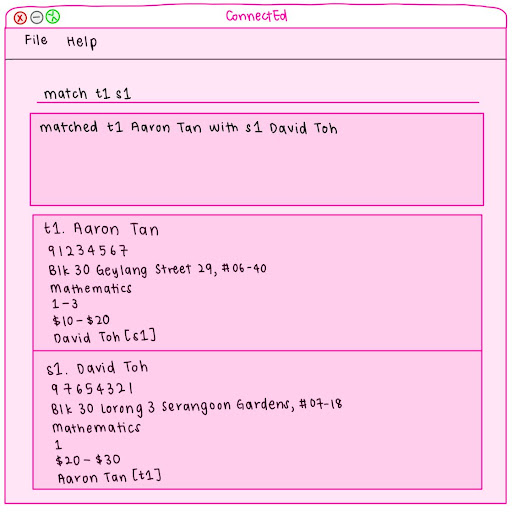 ConnectEd
File Help
match t1 s1
matched t1 Aaron Tan with s1 David Toh
t1. Aaron Tan
91234567
Blk 30 Geylang Street 29, #06-40
Mathematics
1-3
$10-$20
David Toh [s1]
s1. David Toh
97654321
Blk 30 Lorong 3 Serangoon Gardens, #07-18
Mathematics
1
$20-$30
Aaron Tan [t1]